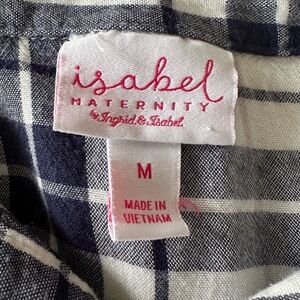 isabel
MATERNITY
by Ingrid & Isabel
M
MADE IN
VIETNAM